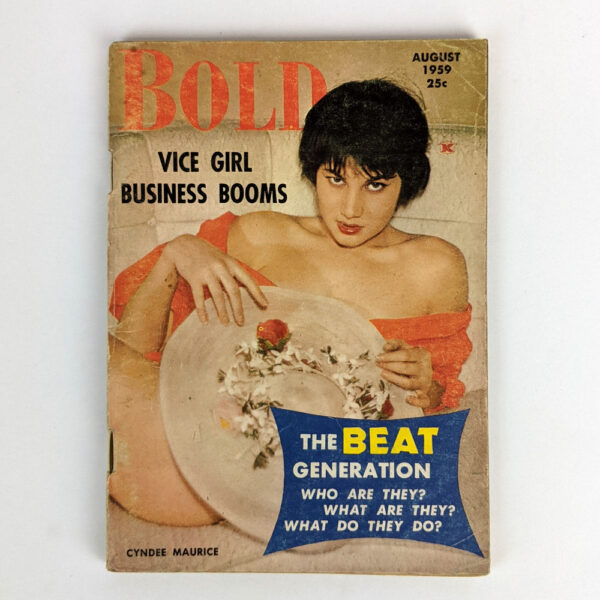 BOLD
AUGUST
1959
25c
K
VICE GIRL
BUSINESS BOOMS
THE BEAT
GENERATION
WHO ARE THEY?
WHAT ARE THEY?
WHAT DO THEY DO?
CYNDEE MAURICE